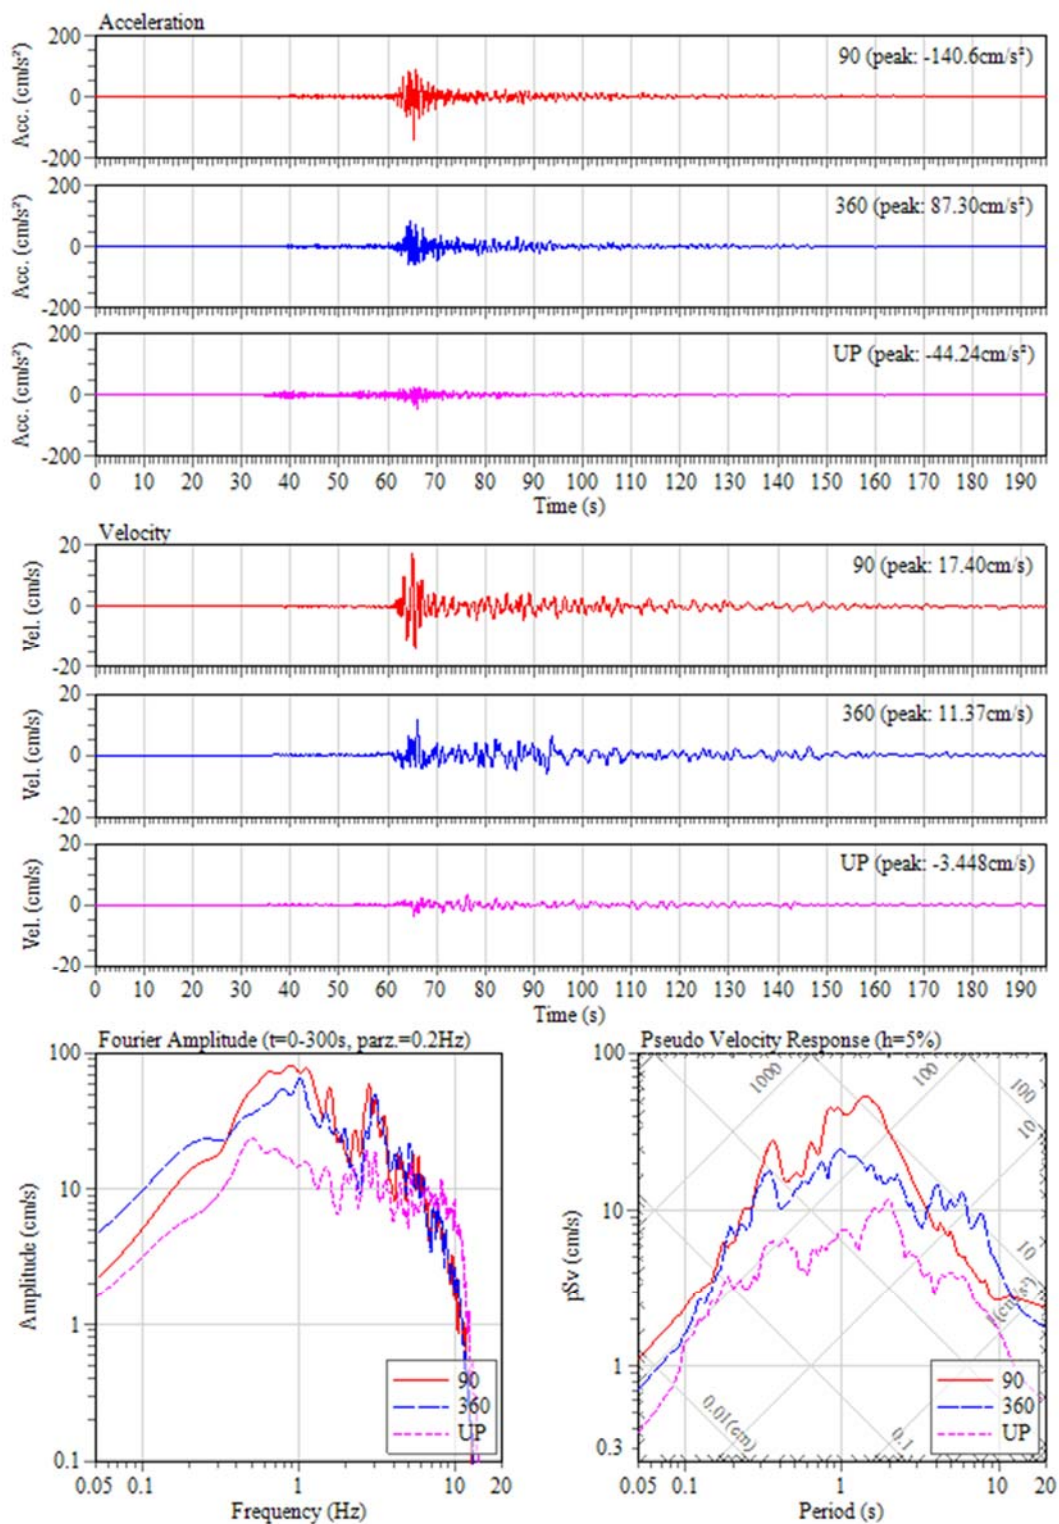 Acceleration
200
0
-200
Acc. (cm/s²)
90 (peak: -140.6cm/s²)
200
0
-200
Acc. (cm/s²)
360 (peak: 87.30cm/s²)
200
0
-200
Acc. (cm/s²)
UP (peak: -44.24cm/s²)
0 10 20 30 40 50 60 70 80 90 100 110 120 130 140 150 160 170 180 190
Time (s)
Velocity
20
0
-20
Vel. (cm/s)
90 (peak: 17.40cm/s)
20
0
-20
Vel. (cm/s)
360 (peak: 11.37cm/s)
20
0
-20
Vel. (cm/s)
UP (peak: -3.448cm/s)
0 10 20 30 40 50 60 70 80 90 100 110 120 130 140 150 160 170 180 190
Time (s)
Fourier Amplitude (t=0-300s, parz.=0.2Hz)
100
10
1
0.1
Amplitude (cm/s)
90
360
UP
0.05 0.1 1 10 20
Frequency (Hz)
Pseudo Velocity Response (h=5%)
100
10
1
0.3
pSv (cm/s)
1000
100
100
10
10
1(cm/s²)
0.01(cm)
0.1
90
360
UP
0.05 0.1 1 10 20
Period (s)